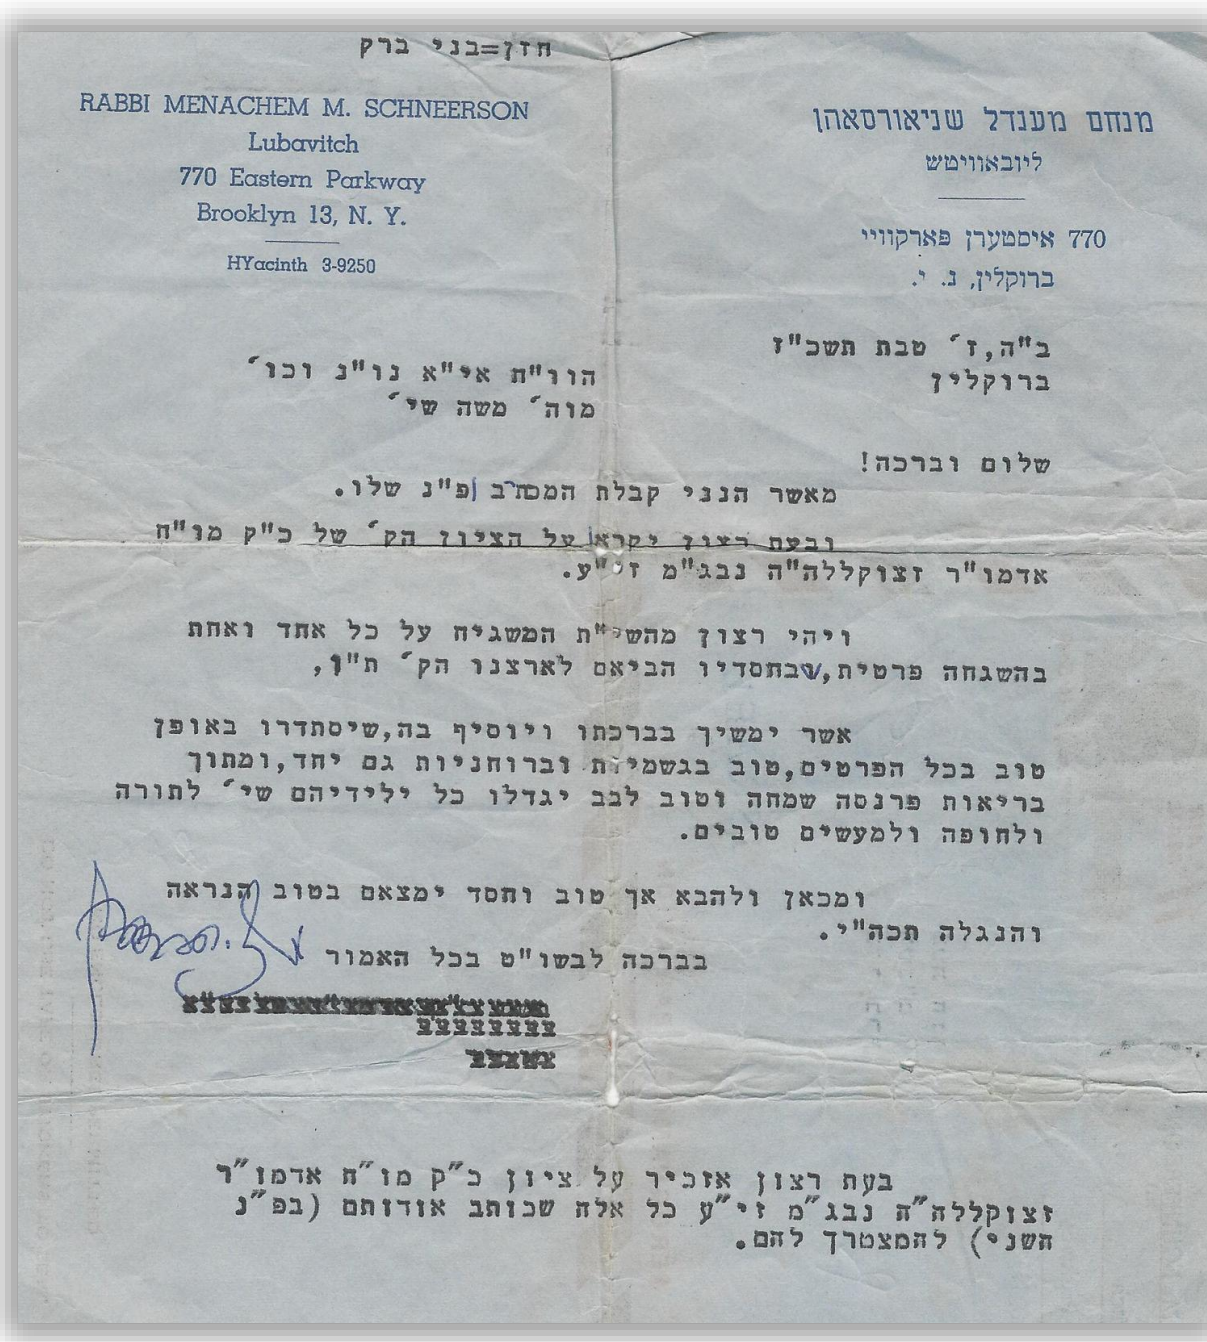 חזן=בני ברק
RABBI MENACHEM M. SCHNEERSON
Lubavitch
770 Eastern Parkway
Brooklyn 13, N. Y.
HYacinth 3-9250
מנחם מענדל שניאורסאהן
ליובאוויטש
770 איסטערן פארקוויי
ברוקלין, נ. י.
ב"ה, ז' טבת תשכ"ז
ברוקלין
הוו"ח אי"א נו"נ וכו'
מוה' משה שי'
שלום וברכה!
מאשר הנני קבלת המכתב ופ"נ שלו.
ובעת רצון יקראו על הציון הק' של כ"ק מו"ח
אדמו"ר זצוקללה"ה נבג"מ זי"ע.
ויהי רצון מהשי"ת המשגיח על כל אחד ואחת
בהשגחה פרטית, שבחסדיו הביאם לארצנו הק' ת"ו,
אשר ימשיך בברכתו ויוסיף בה, שיסתדרו באופן
טוב בכל הפרטים, טוב בגשמיות וברוחניות גם יחד, ומתוך
בריאות פרנסה שמחה וטוב לבב יגדלו כל ילידיהם שי' לתורה
ולחופה ולמעשים טובים.
ומכאן ולהבא אך טוב וחסד ימצאם בטוב הנראה
והנגלה תכה"י.
בברכה לבשו"ט בכל האמור
בעת רצון אזכיר על ציון כ"ק מו"ח אדמו"ר
זצוקללה"ה נבג"מ זי"ע כל אלה שכותב אודותם (בפ"נ
השני) להמצטרך להם.